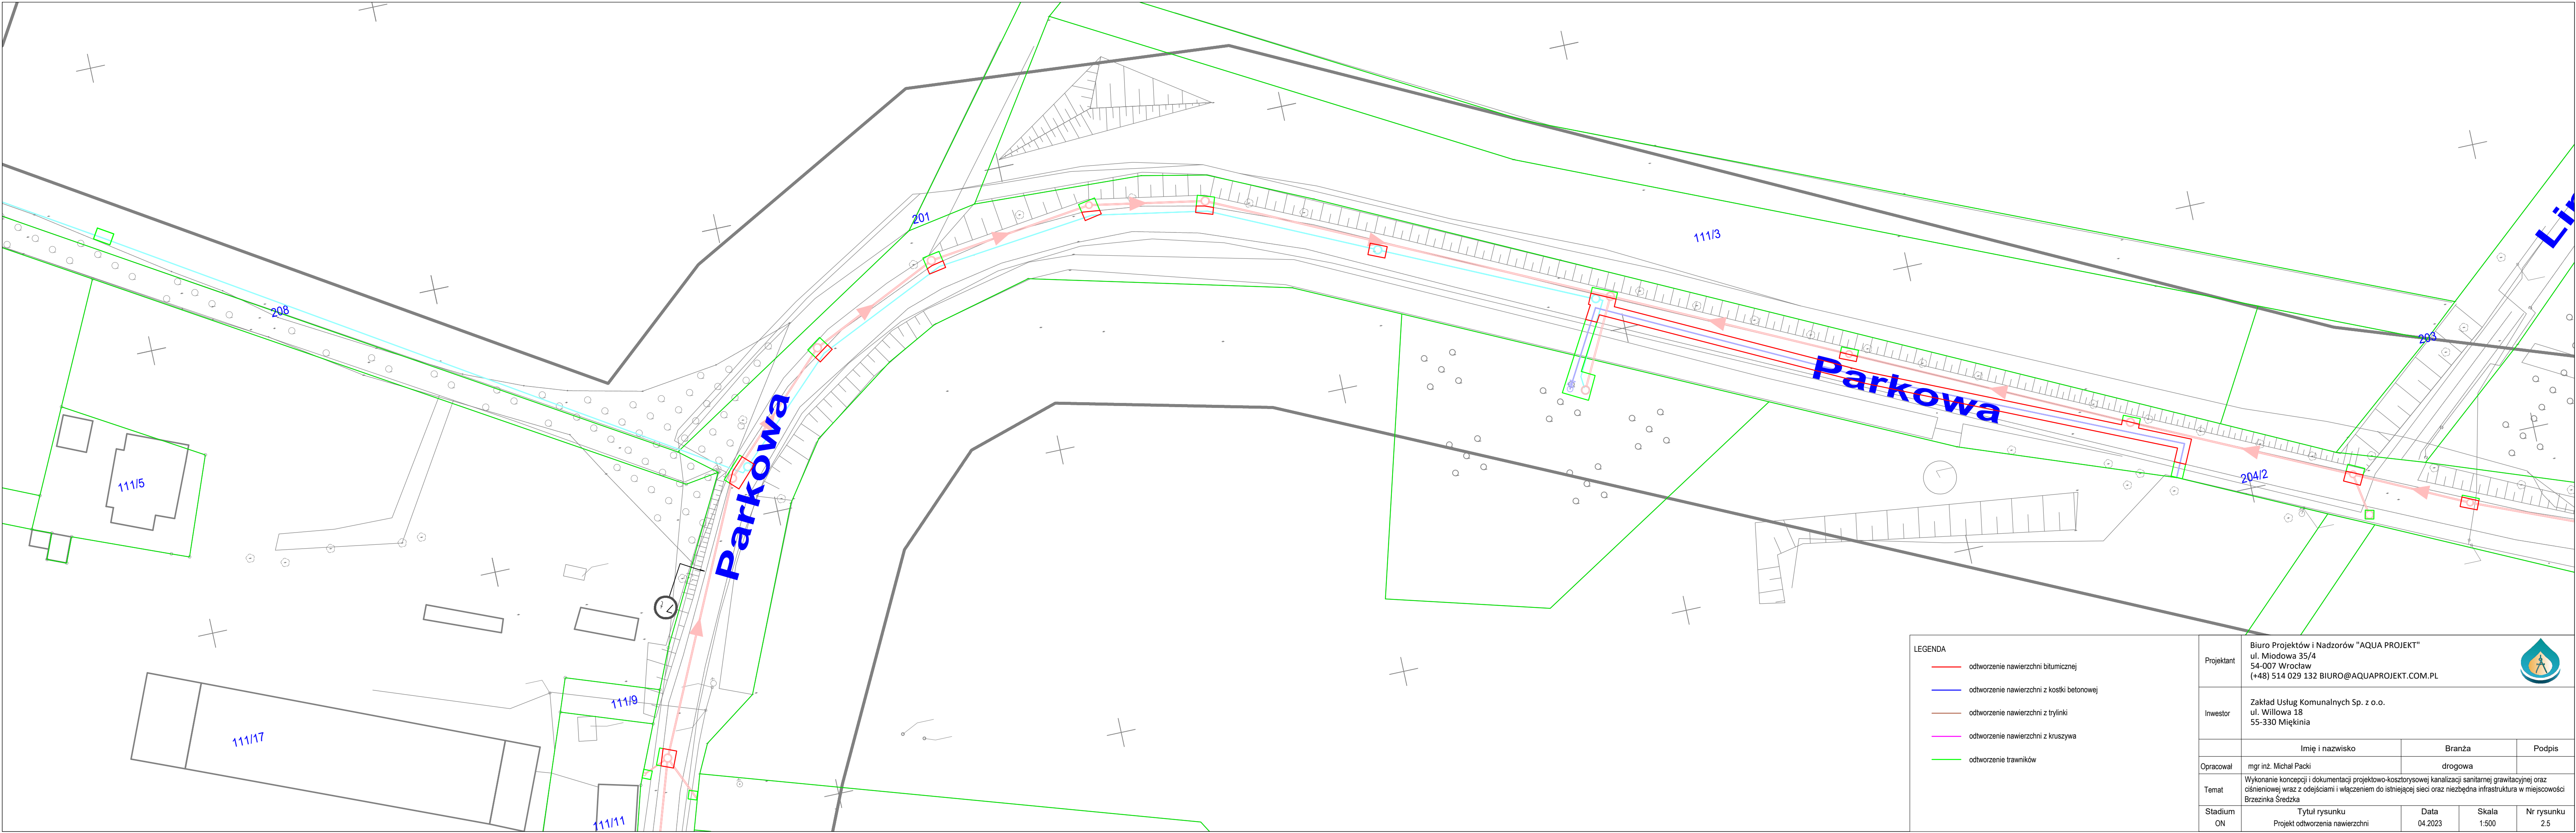 201
111/3
208
203
Parkowa
Parkowa
204/2
111/5
111/9
111/17
111/11
LEGENDA
odtworzenie nawierzchni bitumicznej
odtworzenie nawierzchni z kostki betonowej
odtworzenie nawierzchni z trylinki
odtworzenie nawierzchni z kruszywa
odtworzenie trawników
Projektant
Biuro Projektów i Nadzorów "AQUA PROJEKT"
ul. Miodowa 35/4
54-007 Wrocław
(+48) 514 029 132 BIURO@AQUAPROJEKT.COM.PL
Inwestor
Zakład Usług Komunalnych Sp. z o.o.
ul. Willowa 18
55-330 Miękinia
Imię i nazwisko Branża Podpis
Opracował mgr inż. Michał Packi drogowa
Temat
Wykonanie koncepcji i dokumentacji projektowo-kosztorysowej kanalizacji sanitarnej grawitacyjnej oraz
ciśnieniowej wraz z odejściami i włączeniem do istniejącej sieci oraz niezbędna infrastruktura w miejscowości
Brzezinka Średzka
Stadium Tytuł rysunku Data Skala Nr rysunku
ON Projekt odtworzenia nawierzchni 04.2023 1:500 2.5